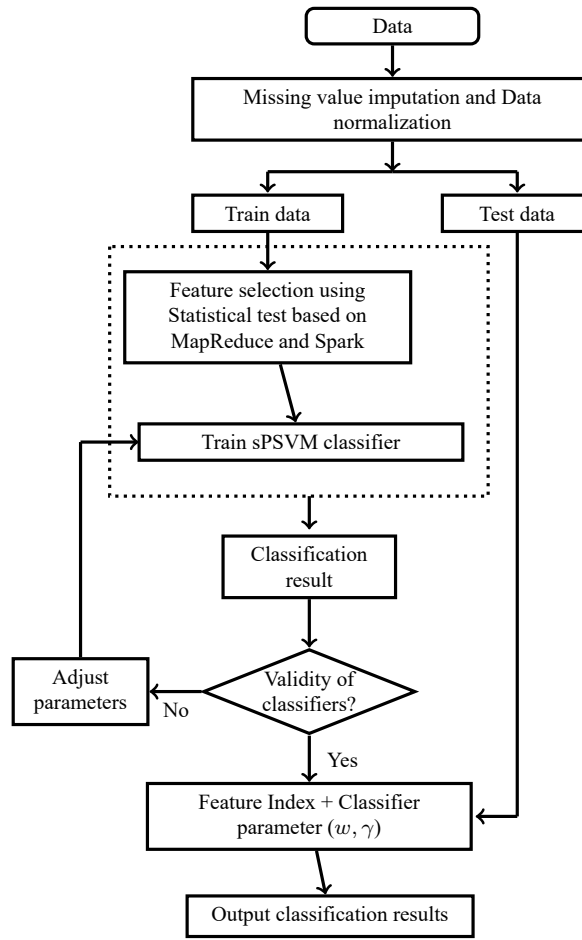 Data
Missing value imputation and Data
normalization
Train data
Test data
Feature selection using
Statistical test based on
MapReduce and Spark
Train sPSVM classifier
Classification
result
Validity of
classifiers?
Adjust
parameters
No
Yes
Feature Index + Classifier
parameter (w, γ)
Output classification results